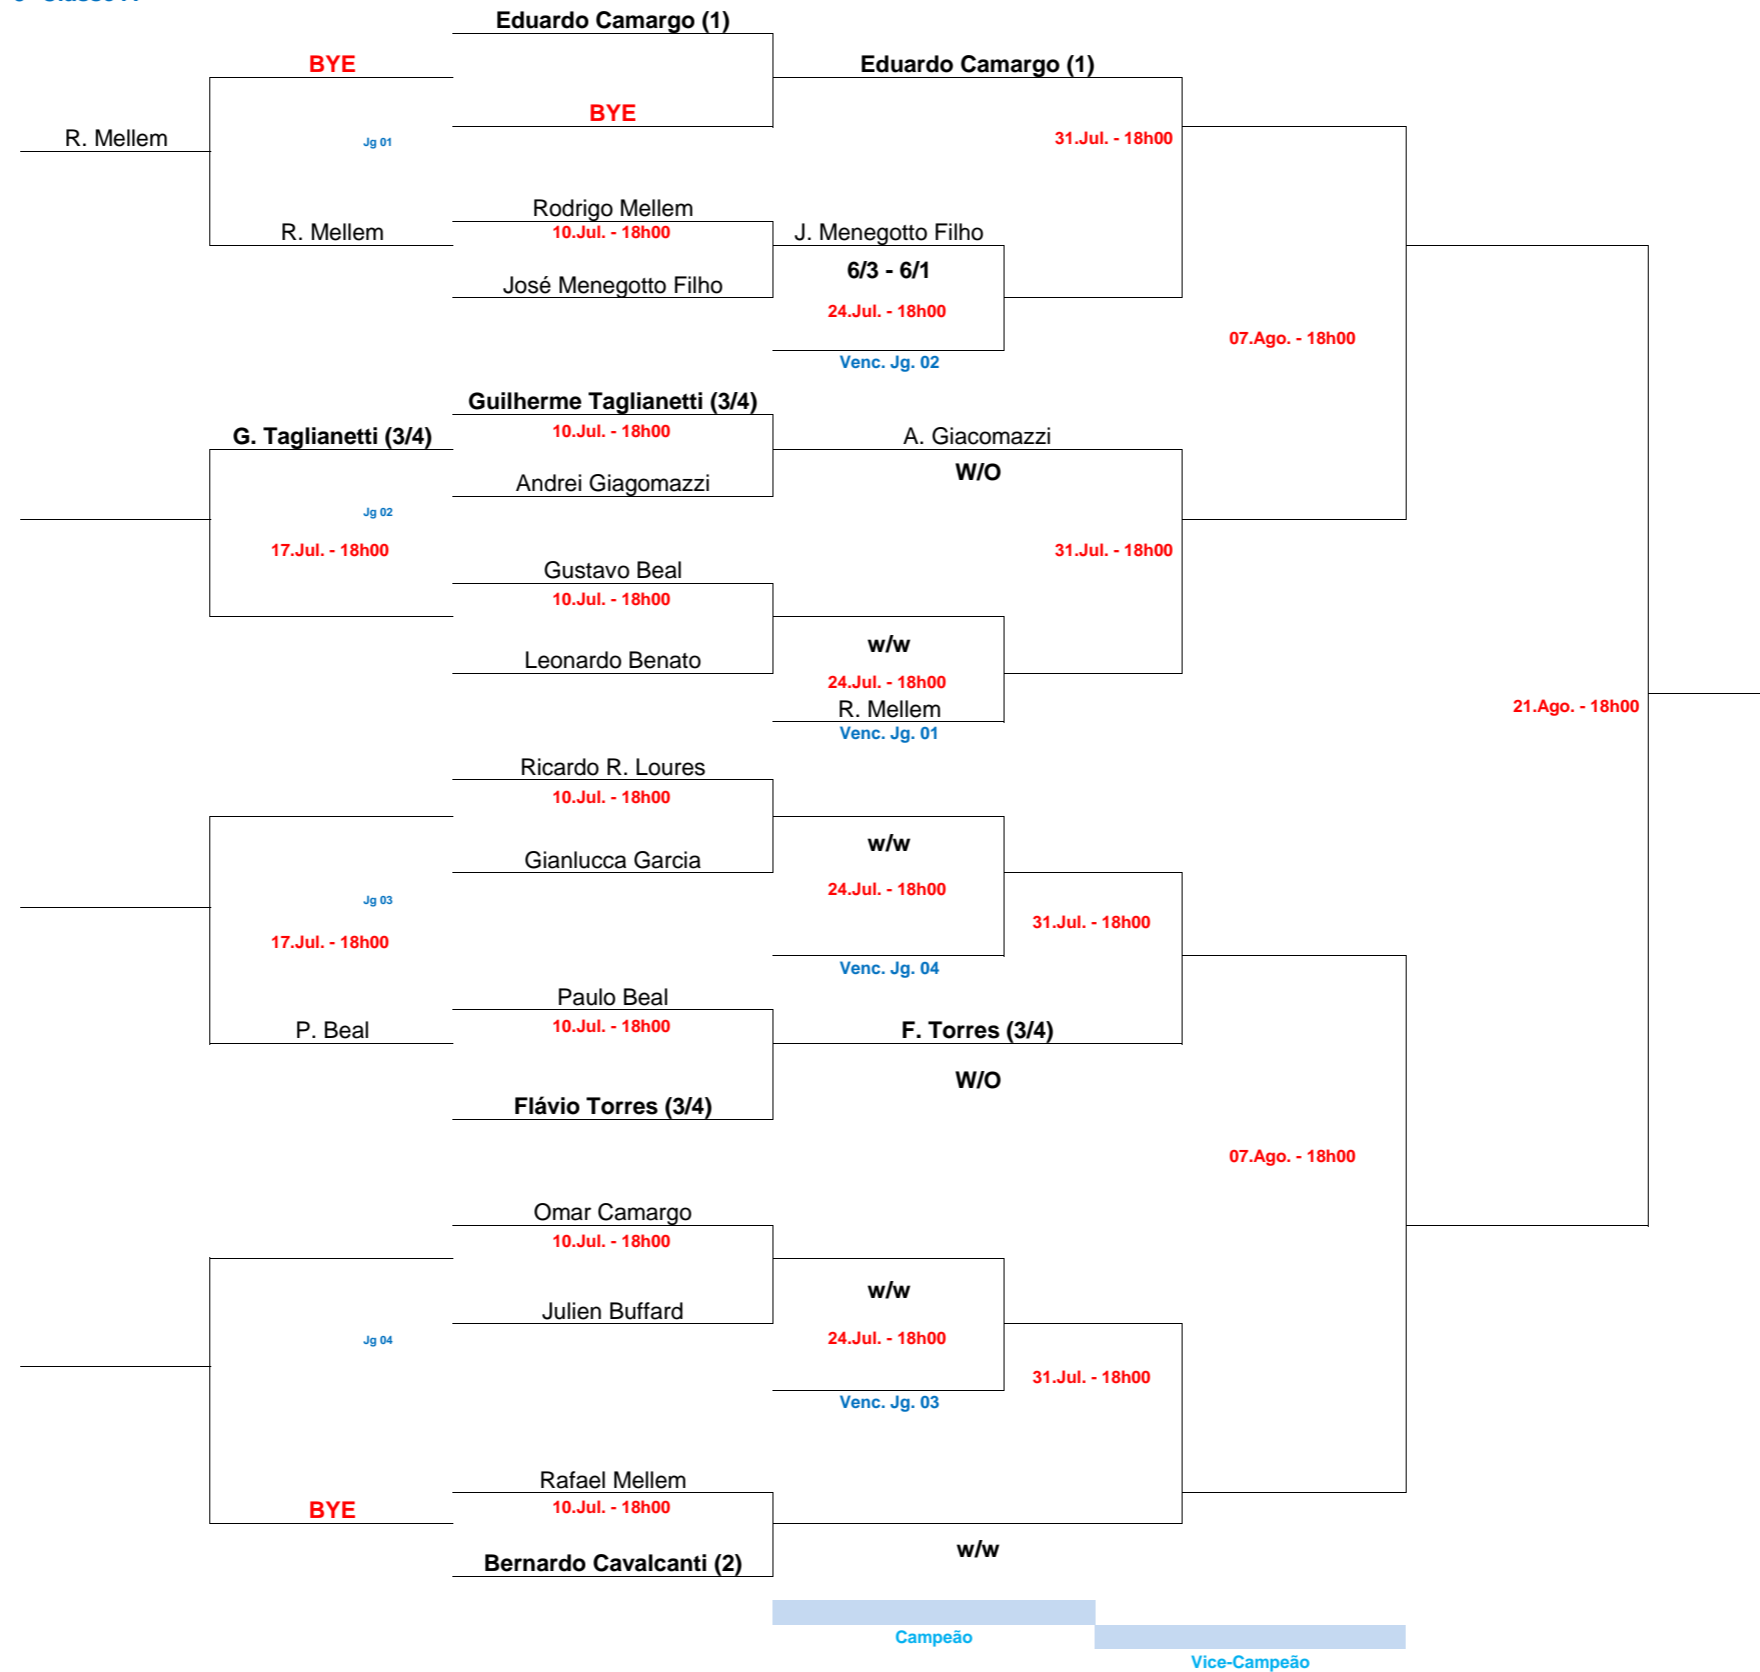 Eduardo Camargo (1)
BYE
Eduardo Camargo (1)
BYE
R. Mellem
Jg 01
31.Jul. - 18h00
Rodrigo Mellem
R. Mellem
10.Jul. - 18h00
J. Menegotto Filho
6/3 - 6/1
José Menegotto Filho
24.Jul. - 18h00
07.Ago. - 18h00
Venc. Jg. 02
Guilherme Taglianetti (3/4)
G. Taglianetti (3/4)
10.Jul. - 18h00
A. Giacomazzi
W/O
Andrei Giagomazzi
Jg 02
17.Jul. - 18h00
31.Jul. - 18h00
Gustavo Beal
10.Jul. - 18h00
w/w
Leonardo Benato
24.Jul. - 18h00
R. Mellem
21.Ago. - 18h00
Venc. Jg. 01
Ricardo R. Loures
10.Jul. - 18h00
w/w
Gianlucca Garcia
24.Jul. - 18h00
Jg 03
31.Jul. - 18h00
17.Jul. - 18h00
Venc. Jg. 04
Paulo Beal
P. Beal
10.Jul. - 18h00
F. Torres (3/4)
W/O
Flávio Torres (3/4)
07.Ago. - 18h00
Omar Camargo
10.Jul. - 18h00
w/w
Julien Buffard
Jg 04
24.Jul. - 18h00
31.Jul. - 18h00
Venc. Jg. 03
Rafael Mellem
BYE
10.Jul. - 18h00
w/w
Bernardo Cavalcanti (2)
Campeão
Vice-Campeão